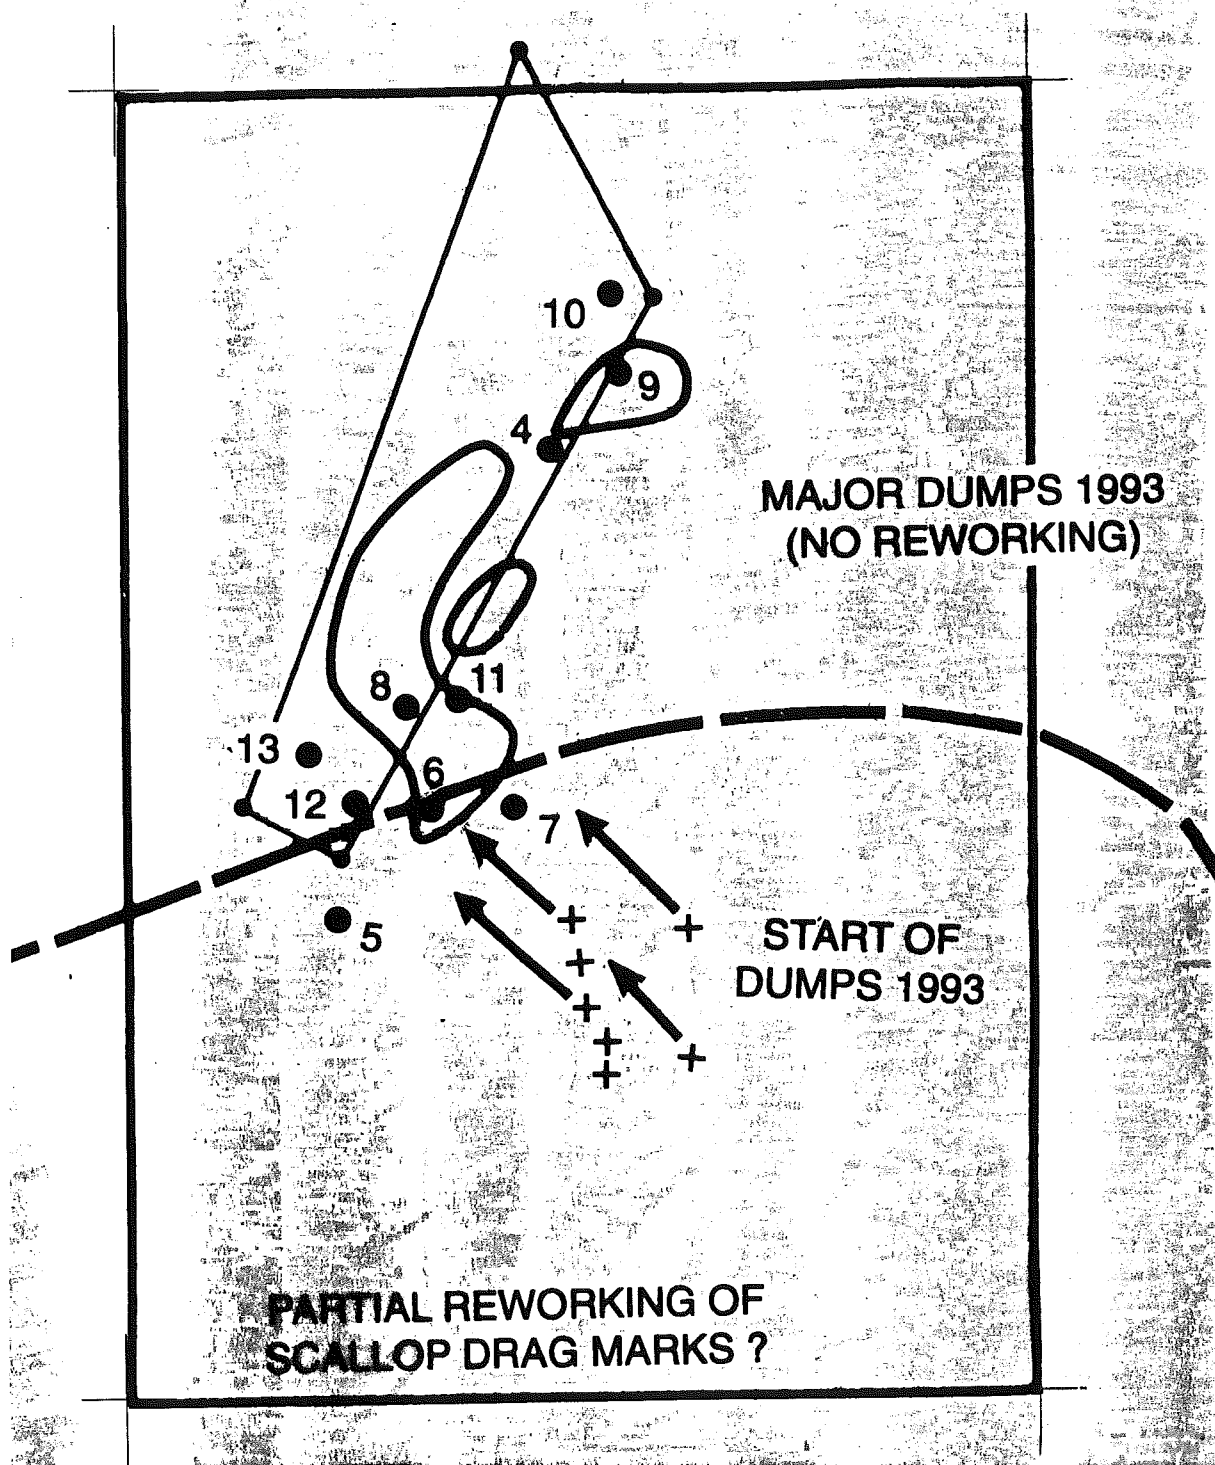 10
9
4
MAJOR DUMPS 1993
(NO REWORKING)
8
11
13
6
12
7
5
START OF
DUMPS 1993
PARTIAL REWORKING OF
SCALLOP DRAG MARKS ?